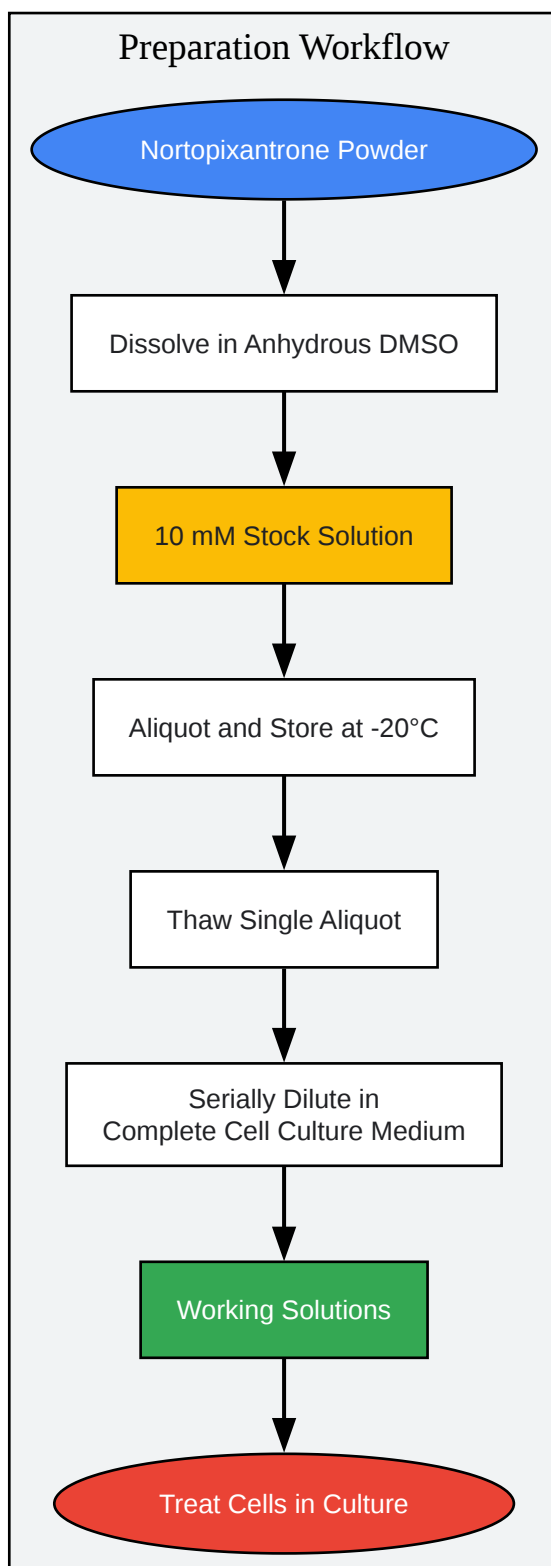 Preparation Workflow
Nortopixantrone Powder
Dissolve in Anhydrous DMSO
10 mM Stock Solution
Aliquot and Store at -20°C
Thaw Single Aliquot
Serially Dilute in
Complete Cell Culture Medium
Working Solutions
Treat Cells in Culture